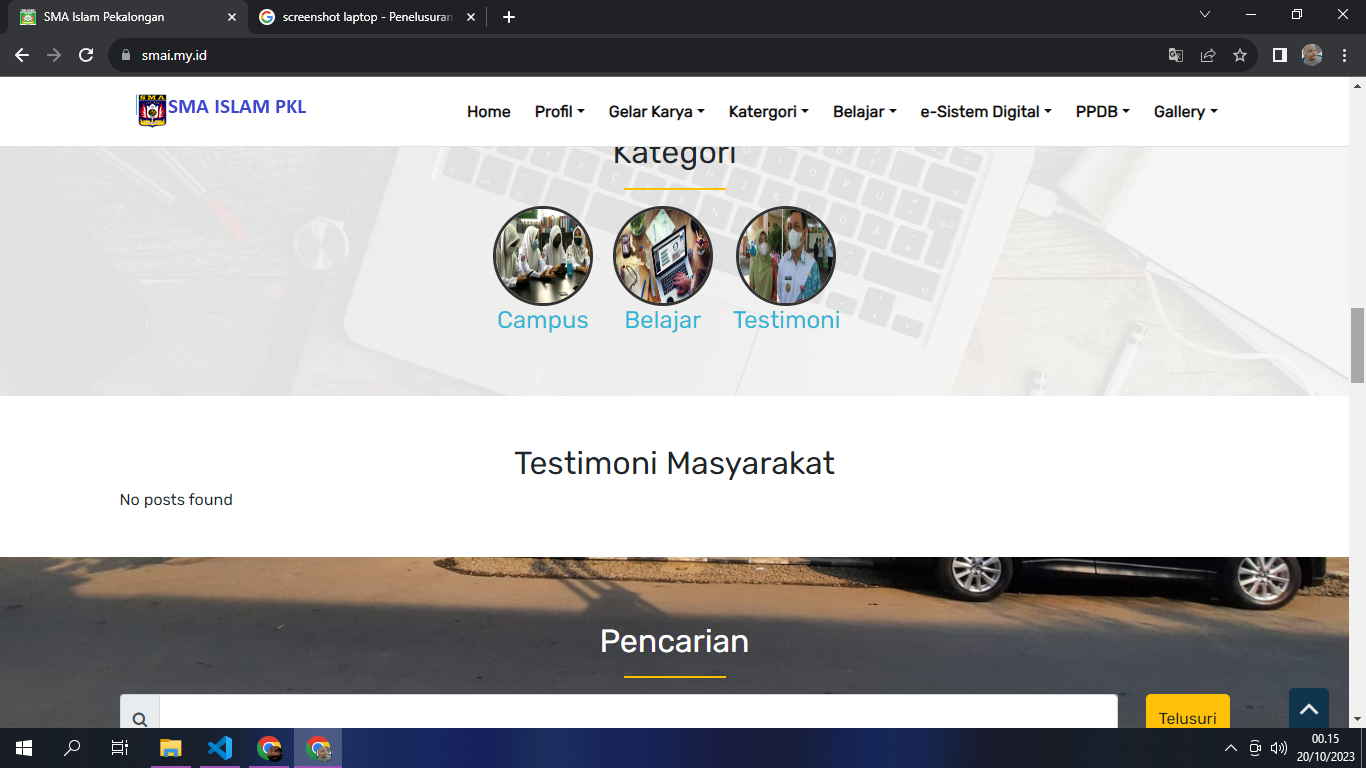 SMA Islam Pekalongan
screenshot laptop - Penelusuran
smai.my.id
SMA
SMA ISLAM PKL
Home Profil Gelar Karya Katergori Belajar e-Sistem Digital PPDB Gallery
Kategori
Campus Belajar Testimoni
Testimoni Masyarakat
No posts found
Pencarian
Telusuri
00.15
20/10/2023